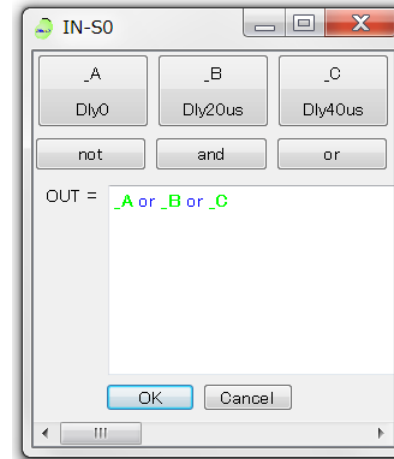 IN-S0
_A _B _C
Dly0 Dly20us Dly40us
not and or
OUT = _A or _B or _C
OK Cancel